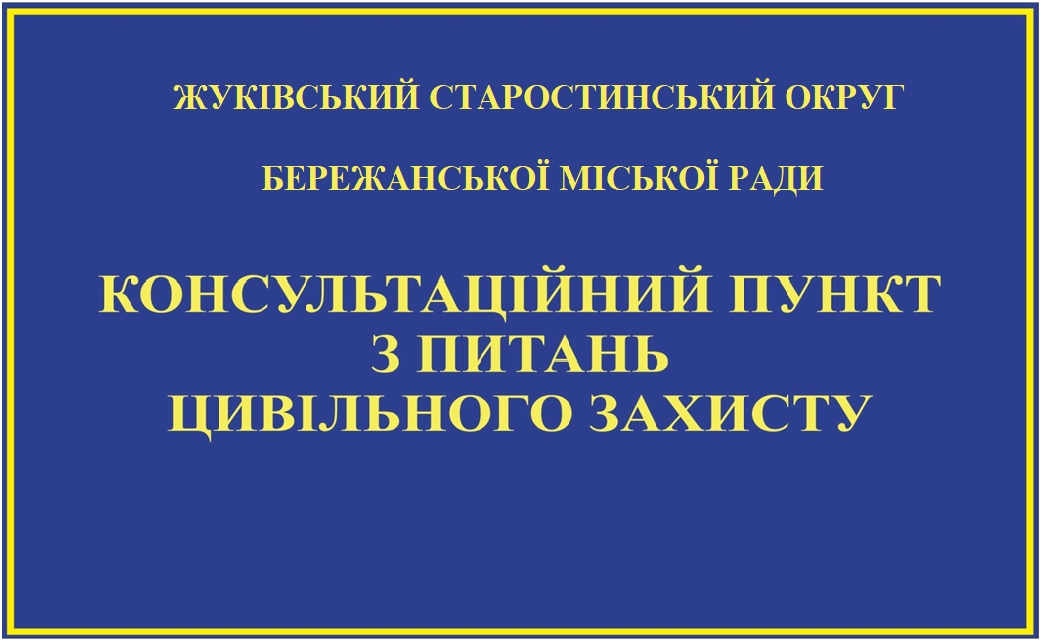 ЖУКІВСЬКИЙ СТАРОСТИНСЬКИЙ ОКРУГ
БЕРЕЖАНСЬКОЇ МІСЬКОЇ РАДИ
КОНСУЛЬТАЦІЙНИЙ ПУНКТ
З ПИТАНЬ
ЦИВІЛЬНОГО ЗАХИСТУ